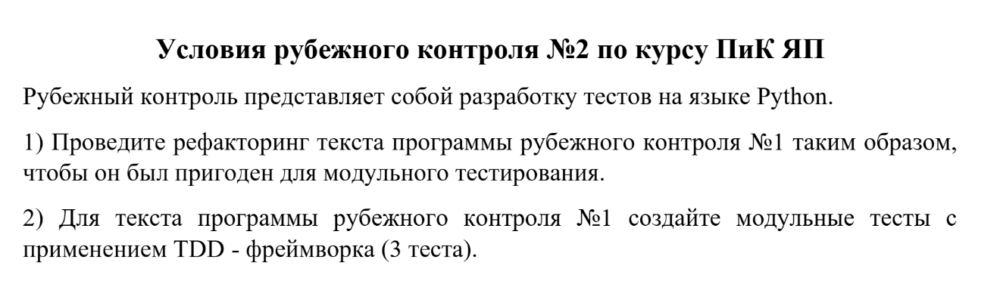 Условия рубежного контроля №2 по курсу ПиК ЯП
Рубежный контроль представляет собой разработку тестов на языке Python.
1) Проведите рефакторинг текста программы рубежного контроля №1 таким образом,
чтобы он был пригоден для модульного тестирования.
2) Для текста программы рубежного контроля №1 создайте модульные тесты с
применением TDD - фреймворка (3 теста).